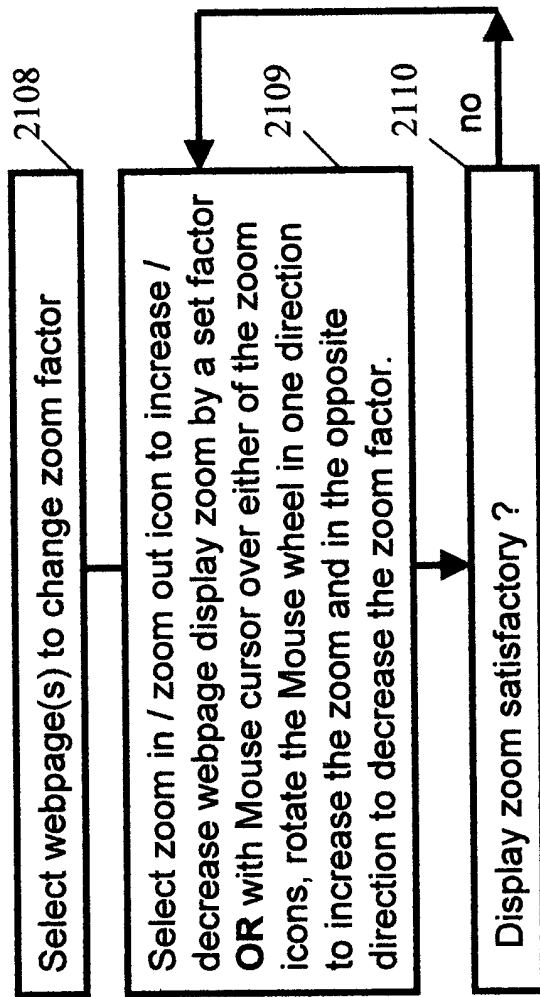 2108
Select webpage(s) to change zoom factor
2109
Select zoom in / zoom out icon to increase /
decrease webpage display zoom by a set factor
OR with Mouse cursor over either of the zoom
icons, rotate the Mouse wheel in one direction
to increase the zoom and in the opposite
direction to decrease the zoom factor.
2110
Display zoom satisfactory ?
no